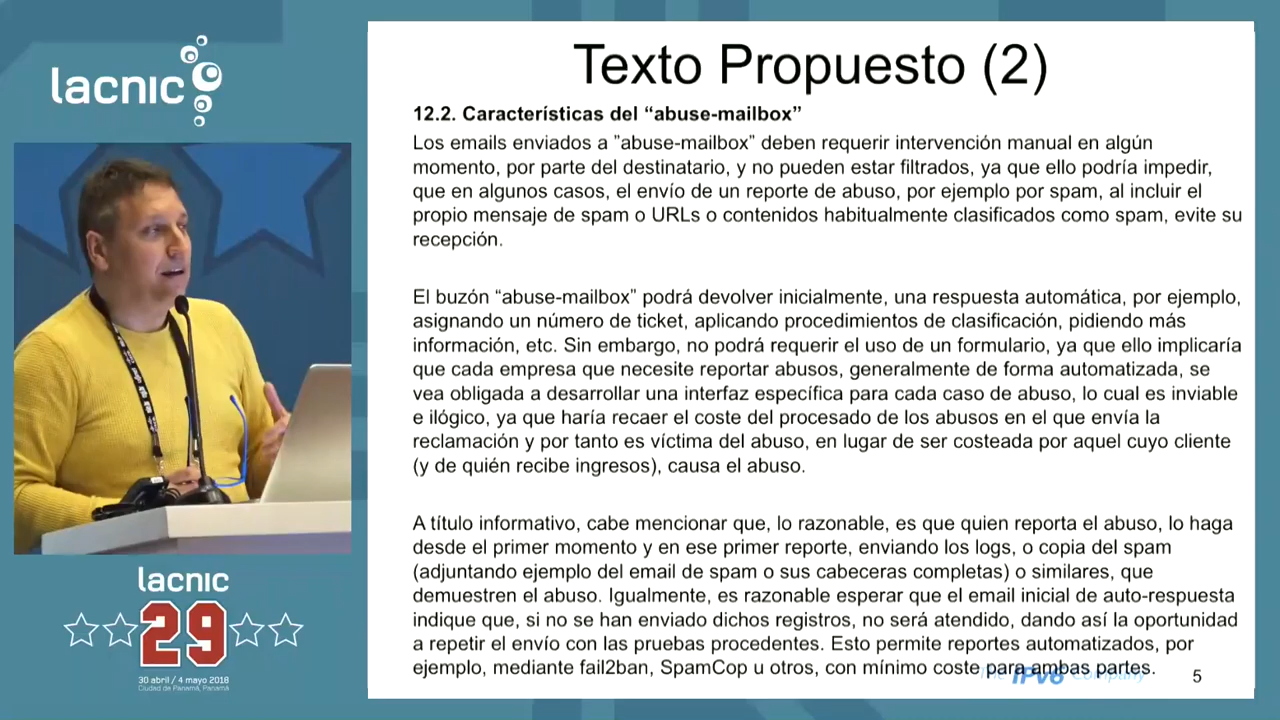 lacnic
Texto Propuesto (2)
12.2. Características del “abuse-mailbox”
Los emails enviados a ”abuse-mailbox” deben requerir intervención manual en algún
momento, por parte del destinatario, y no pueden estar filtrados, ya que ello podría impedir,
que en algunos casos, el envío de un reporte de abuso, por ejemplo por spam, al incluir el
propio mensaje de spam o URLs o contenidos habitualmente clasificados como spam, evite su
recepción.
El buzón “abuse-mailbox” podrá devolver inicialmente, una respuesta automática, por ejemplo,
asignando un número de ticket, aplicando procedimientos de clasificación, pidiendo más
información, etc. Sin embargo, no podrá requerir el uso de un formulario, ya que ello implicaría
que cada empresa que necesite reportar abusos, generalmente de forma automatizada, se
vea obligada a desarrollar una interfaz específica para cada caso de abuso, lo cual es inviable
e ilógico, ya que haría recaer el coste del procesado de los abusos en el que envía la
reclamación y por tanto es víctima del abuso, en lugar de ser costeada por aquel cuyo cliente
(y de quién recibe ingresos), causa el abuso.
A título informativo, cabe mencionar que, lo razonable, es que quien reporta el abuso, lo haga
desde el primer momento y en ese primer reporte, enviando los logs, o copia del spam
(adjuntando ejemplo del email de spam o sus cabeceras completas) o similares, que
demuestren el abuso. Igualmente, es razonable esperar que el email inicial de auto-respuesta
indique que, si no se han enviado dichos registros, no será atendido, dando así la oportunidad
a repetir el envío con las pruebas procedentes. Esto permite reportes automatizados, por
ejemplo, mediante fail2ban, SpamCop u otros, con mínimo coste para ambas partes.
The IPv6 Company
5
lacnic
29
30 abril / 4 mayo 2018
Ciudad de Panamá, Panamá